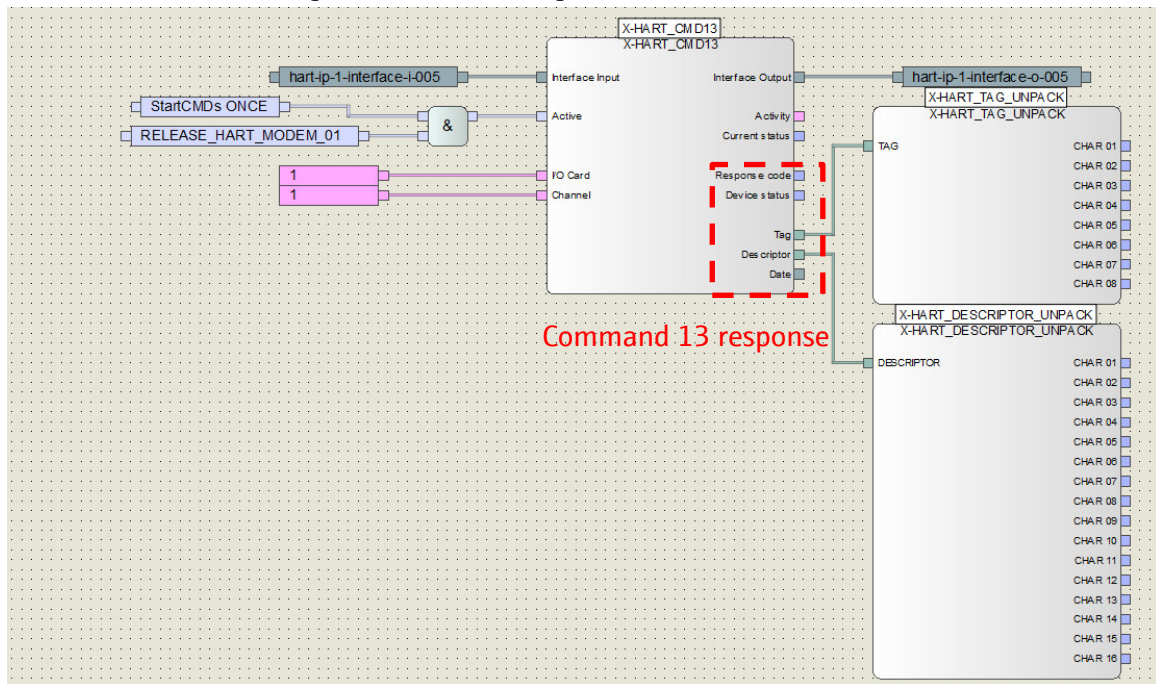 X-HART_CMD13
X-HART_CMD13
hart-ip-1-interface-i-005
Interface Input
Interface Output
hart-ip-1-interface-o-005
StartCMDs ONCE
RELEASE_HART_MODEM_01
&
Active
Activity
Current status
1
1
I/O Card
Channel
Response code
Device status
Tag
Descriptor
Date
Command 13 response
X-HART_TAG_UNPACK
X-HART_TAG_UNPACK
TAG
CHAR 01
CHAR 02
CHAR 03
CHAR 04
CHAR 05
CHAR 06
CHAR 07
CHAR 08
X-HART_DESCRIPTOR_UNPACK
X-HART_DESCRIPTOR_UNPACK
DESCRIPTOR
CHAR 01
CHAR 02
CHAR 03
CHAR 04
CHAR 05
CHAR 06
CHAR 07
CHAR 08
CHAR 09
CHAR 10
CHAR 11
CHAR 12
CHAR 13
CHAR 14
CHAR 15
CHAR 16